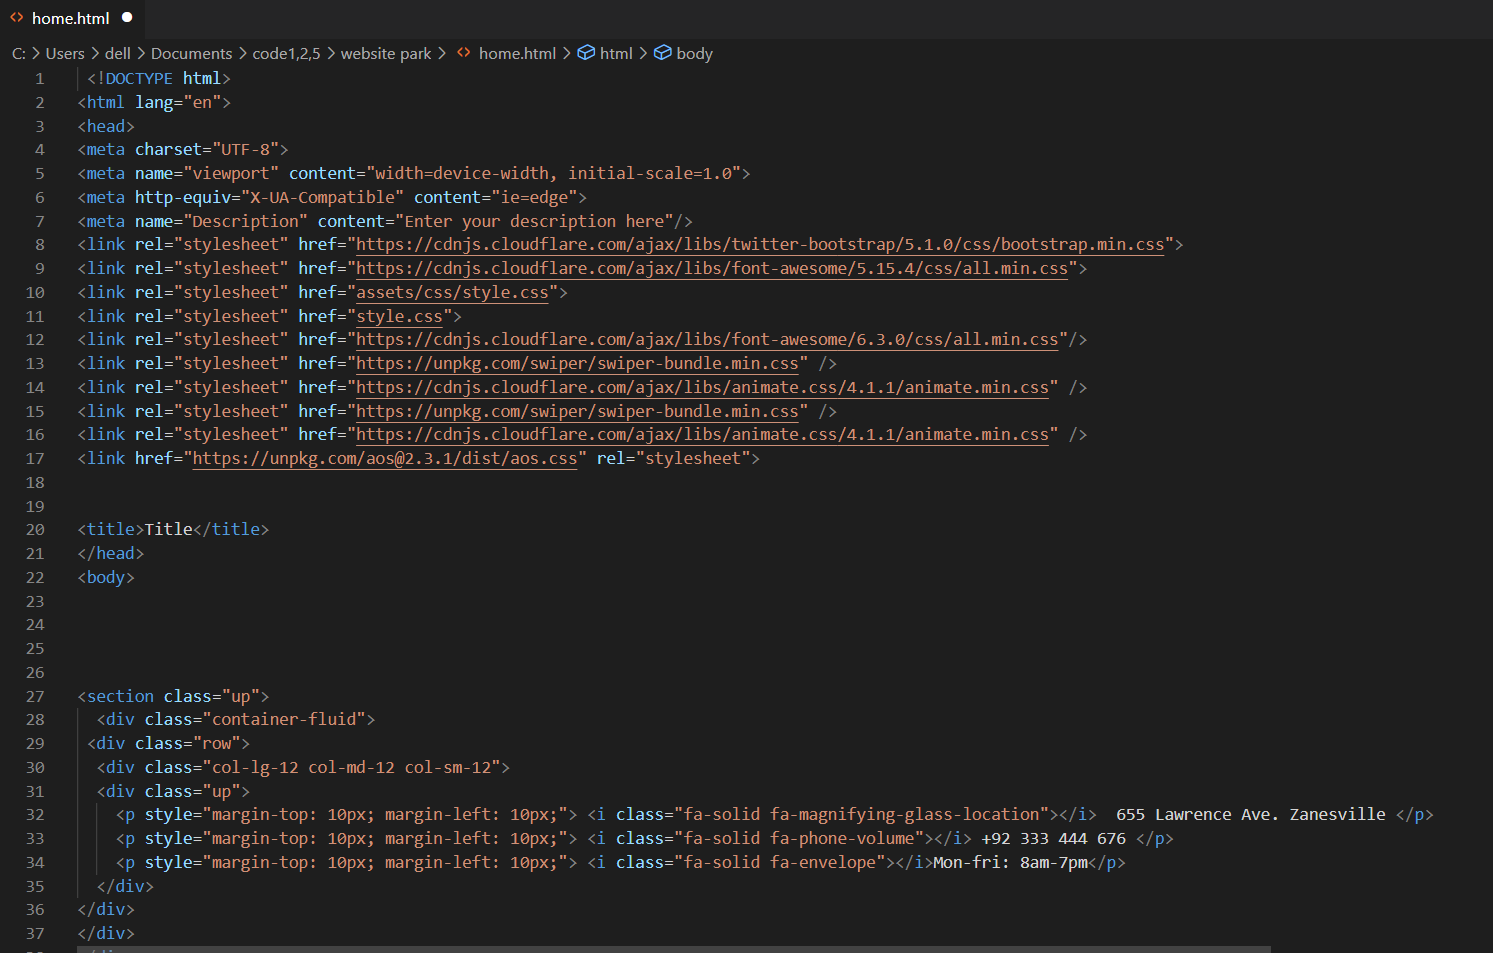 home.html
C: > Users > dell > Documents > code1,2,5 > website park > home.html > html > body
1 <!DOCTYPE html>
2 <html lang="en">
3 <head>
4 <meta charset="UTF-8">
5 <meta name="viewport" content="width=device-width, initial-scale=1.0">
6 <meta http-equiv="X-UA-Compatible" content="ie=edge">
7 <meta name="Description" content="Enter your description here"/>
8 <link rel="stylesheet" href="https://cdnjs.cloudflare.com/ajax/libs/twitter-bootstrap/5.1.0/css/bootstrap.min.css">
9 <link rel="stylesheet" href="https://cdnjs.cloudflare.com/ajax/libs/font-awesome/5.15.4/css/all.min.css">
10 <link rel="stylesheet" href="assets/css/style.css">
11 <link rel="stylesheet" href="style.css">
12 <link rel="stylesheet" href="https://cdnjs.cloudflare.com/ajax/libs/font-awesome/6.3.0/css/all.min.css"/>
13 <link rel="stylesheet" href="https://unpkg.com/swiper/swiper-bundle.min.css" />
14 <link rel="stylesheet" href="https://cdnjs.cloudflare.com/ajax/libs/animate.css/4.1.1/animate.min.css" />
15 <link rel="stylesheet" href="https://unpkg.com/swiper/swiper-bundle.min.css" />
16 <link rel="stylesheet" href="https://cdnjs.cloudflare.com/ajax/libs/animate.css/4.1.1/animate.min.css" />
17 <link href="https://unpkg.com/aos@2.3.1/dist/aos.css" rel="stylesheet">
18
19
20 <title>Title</title>
21 </head>
22 <body>
23
24
25
26
27 <section class="up">
28 <div class="container-fluid">
29 <div class="row">
30 <div class="col-lg-12 col-md-12 col-sm-12">
31 <div class="up">
32 <p style="margin-top: 10px; margin-left: 10px;"> <i class="fa-solid fa-magnifying-glass-location"></i>  655 Lawrence Ave. Zanesville </p>
33 <p style="margin-top: 10px; margin-left: 10px;"> <i class="fa-solid fa-phone-volume"></i> +92 333 444 676 </p>
34 <p style="margin-top: 10px; margin-left: 10px;"> <i class="fa-solid fa-envelope"></i>Mon-fri: 8am-7pm</p>
35 </div>
36 </div>
37 </div>